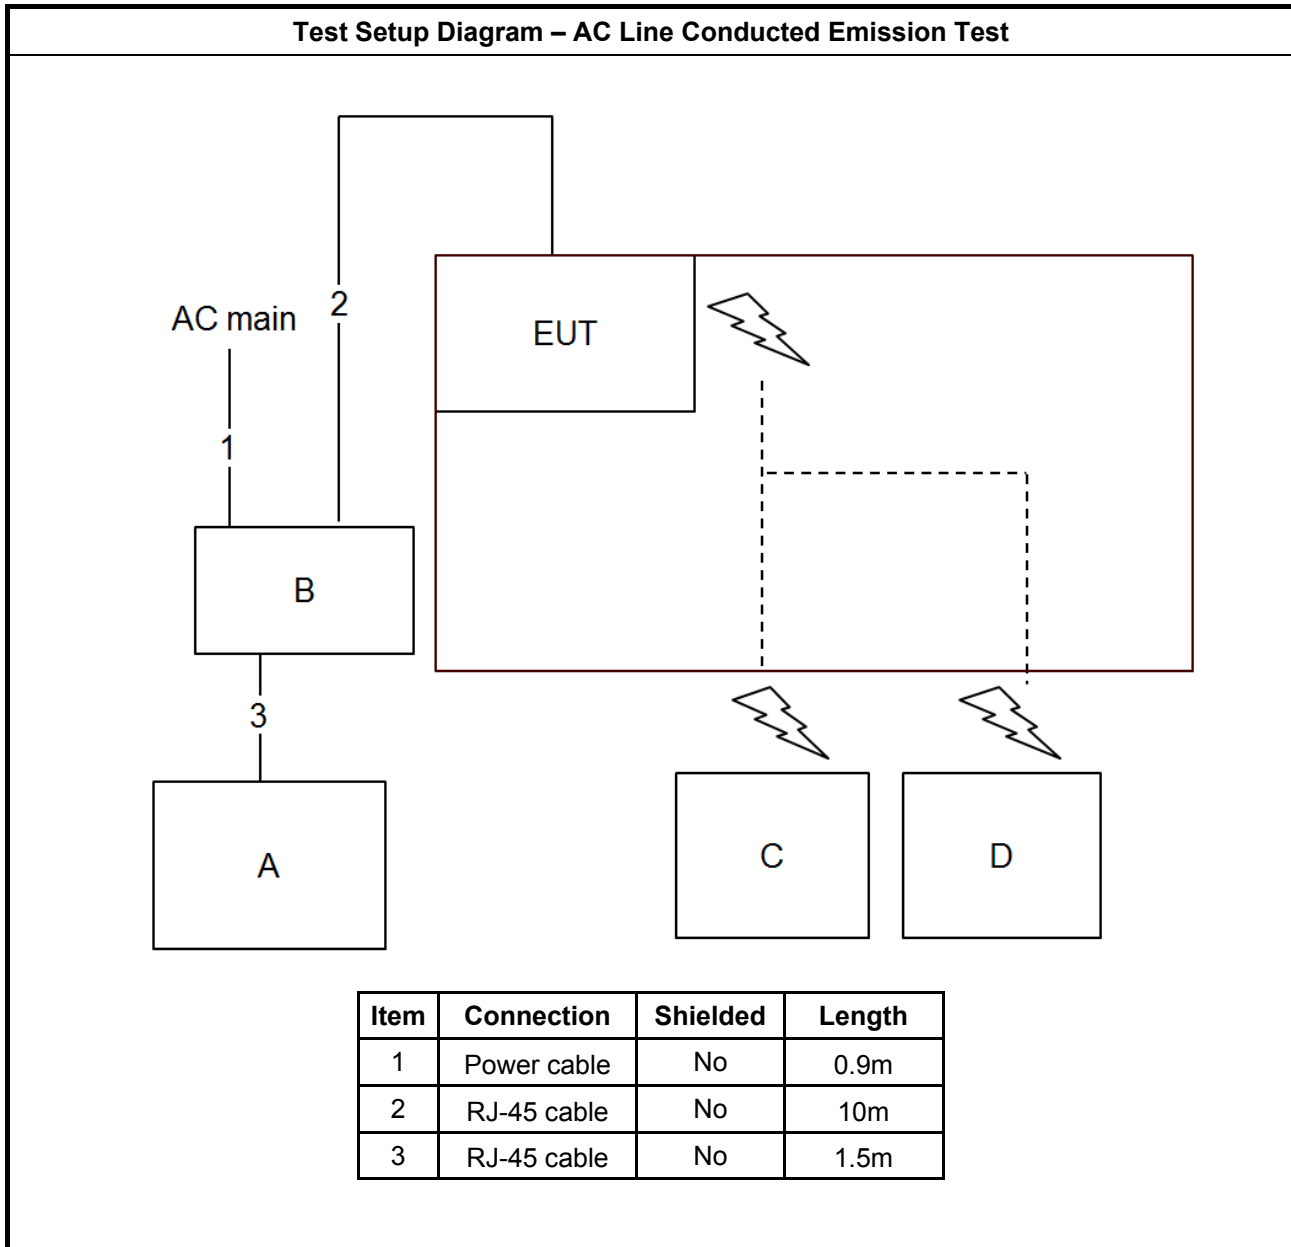 Test Setup Diagram – AC Line Conducted Emission Test
AC main
2
EUT
1
B
3
A
C
D
Item Connection Shielded Length
1 Power cable No 0.9m
2 RJ-45 cable No 10m
3 RJ-45 cable No 1.5m